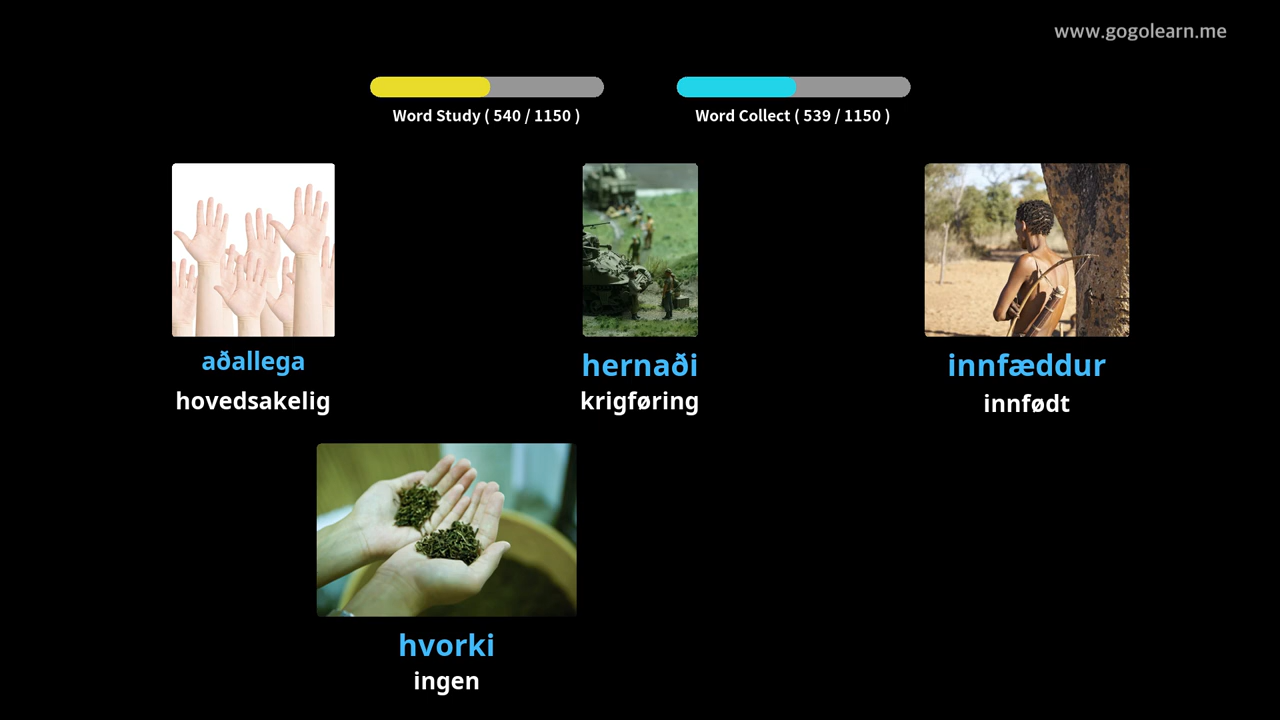 www.gogolearn.me
Word Study ( 540 / 1150 )
Word Collect ( 539 / 1150 )
aðallega
hovedsakelig
hernaði
krigføring
innfæddur
innfødt
hvorki
ingen